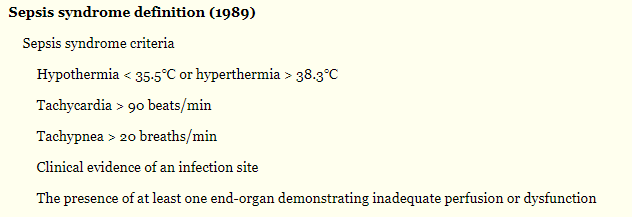 Sepsis syndrome definition (1989)
Sepsis syndrome criteria
Hypothermia < 35.5°C or hyperthermia > 38.3°C
Tachycardia > 90 beats/min
Tachypnea > 20 breaths/min
Clinical evidence of an infection site
The presence of at least one end-organ demonstrating inadequate perfusion or dysfunction